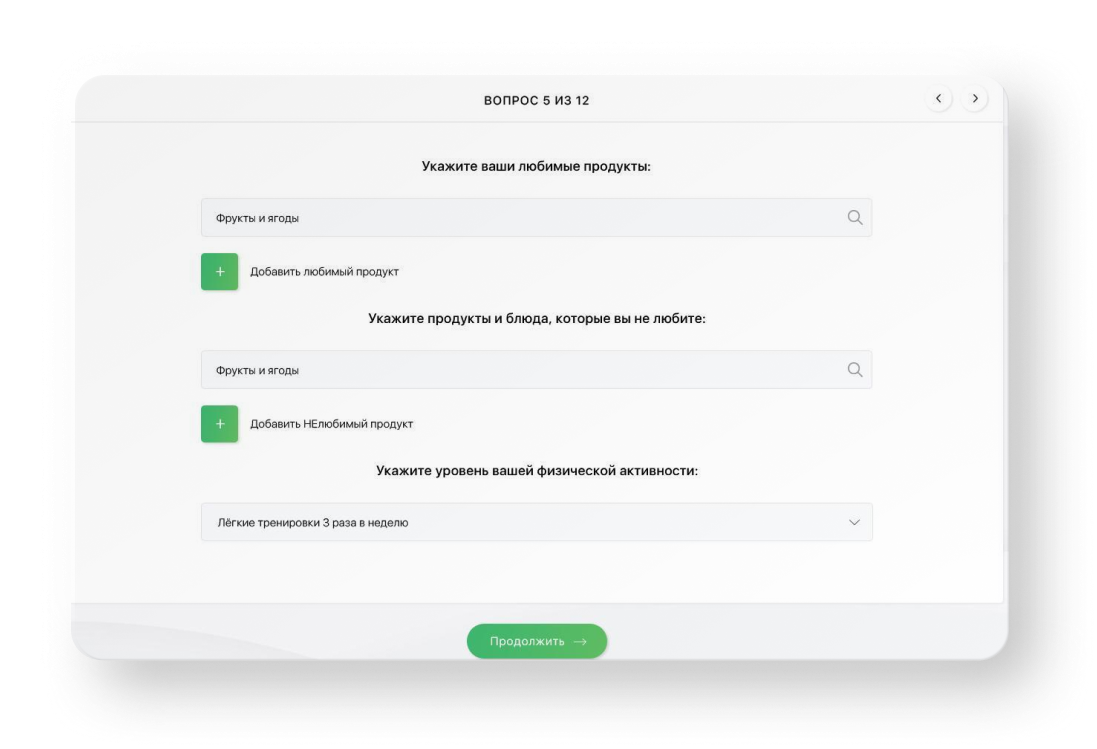 ВОПРОС 5 ИЗ 12
Укажите ваши любимые продукты:
Фрукты и ягоды
+ Добавить любимый продукт
Укажите продукты и блюда, которые вы не любите:
Фрукты и ягоды
+ Добавить НЕлюбимый продукт
Укажите уровень вашей физической активности:
Лёгкие тренировки 3 раза в неделю
Продолжить →